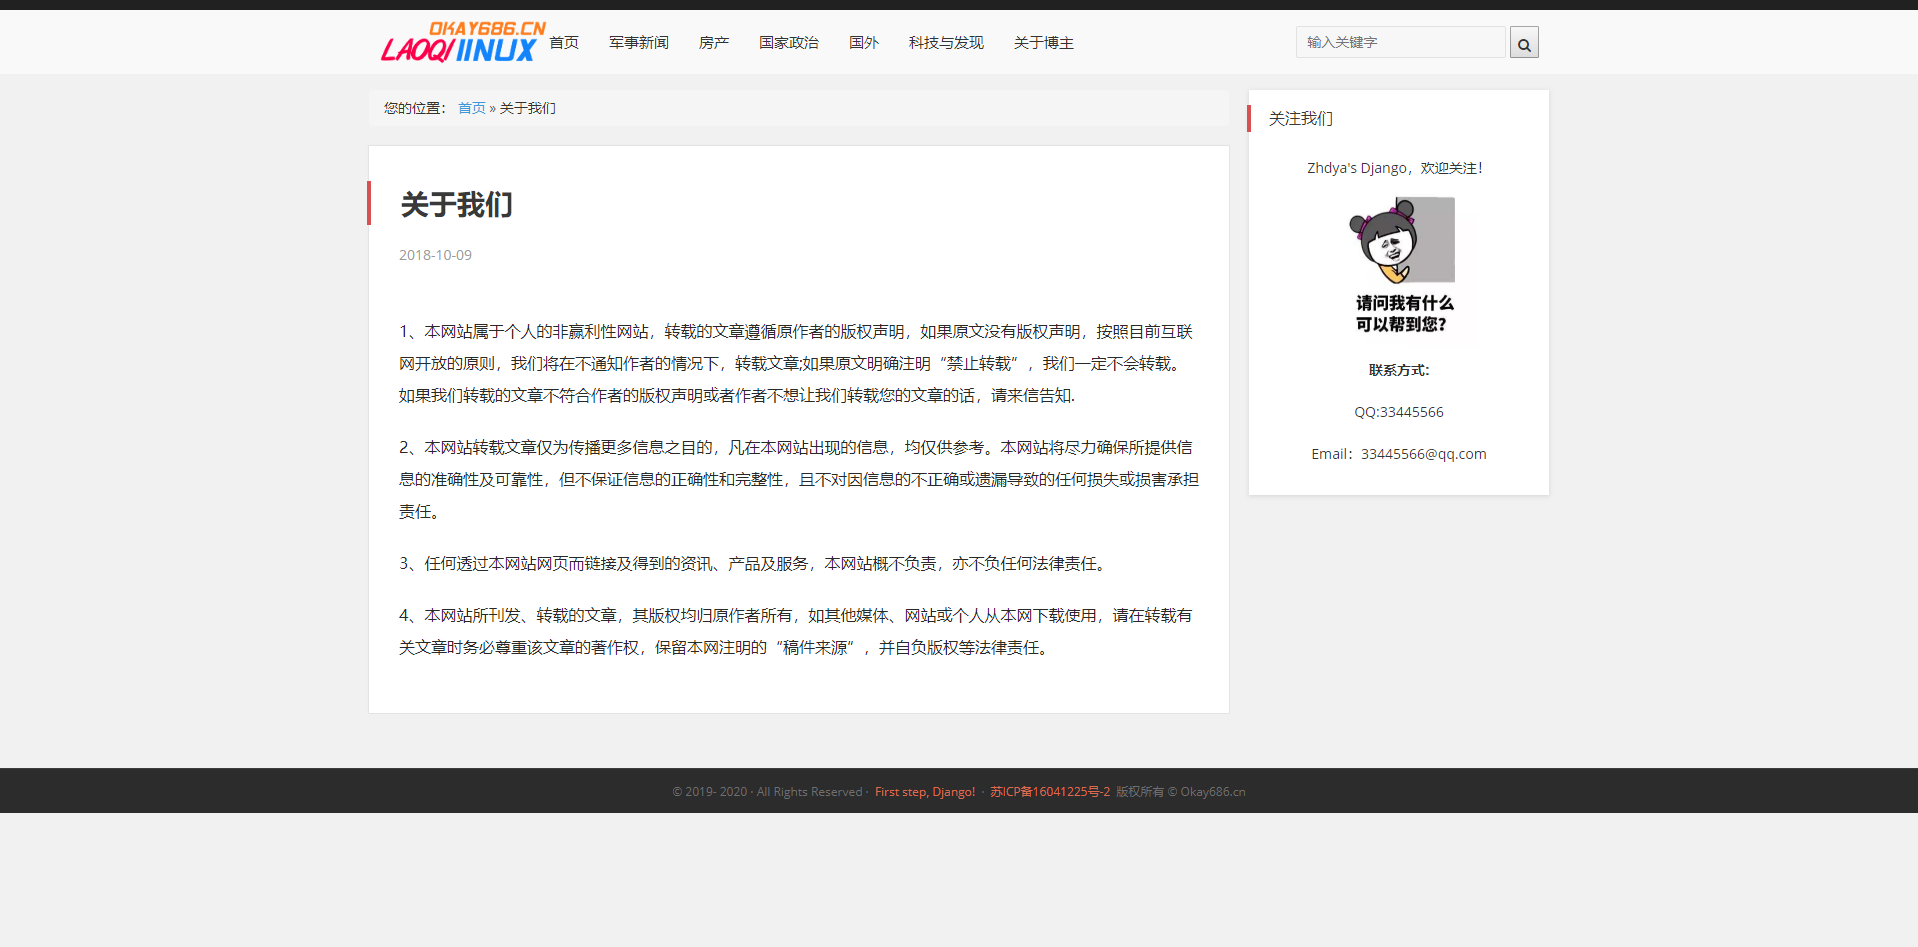 OKAY686.CN
LAOQILINUX
首页 军事新闻 房产 国家政治 国外 科技与发现 关于博主
输入关键字
您的位置： 首页 » 关于我们
关于我们
2018-10-09
1、本网站属于个人的非赢利性网站，转载的文章遵循原作者的版权声明，如果原文没有版权声明，按照目前互联
网开放的原则，我们将在不通知作者的情况下，转载文章;如果原文明确注明“禁止转载”，我们一定不会转载。
如果我们转载的文章不符合作者的版权声明或者作者不想让我们转载您的文章的话，请来信告知.
2、本网站转载文章仅为传播更多信息之目的，凡在本网站出现的信息，均仅供参考。本网站将尽力确保所提供信
息的准确性及可靠性，但不保证信息的正确性和完整性，且不对因信息的不正确或遗漏导致的任何损失或损害承担
责任。
3、任何透过本网站网页而链接及得到的资讯、产品及服务，本网站概不负责，亦不负任何法律责任。
4、本网站所刊发、转载的文章，其版权均归原作者所有，如其他媒体、网站或个人从本网下载使用，请在转载有
关文章时务必尊重该文章的著作权，保留本网注明的“稿件来源”，并自负版权等法律责任。
关注我们
Zhdya's Django，欢迎关注！
请问我有什么
可以帮到您?
联系方式：
QQ:33445566
Email：33445566@qq.com
© 2019- 2020 · All Rights Reserved · First step, Django! · 苏ICP备16041225号-2 版权所有 © Okay686.cn